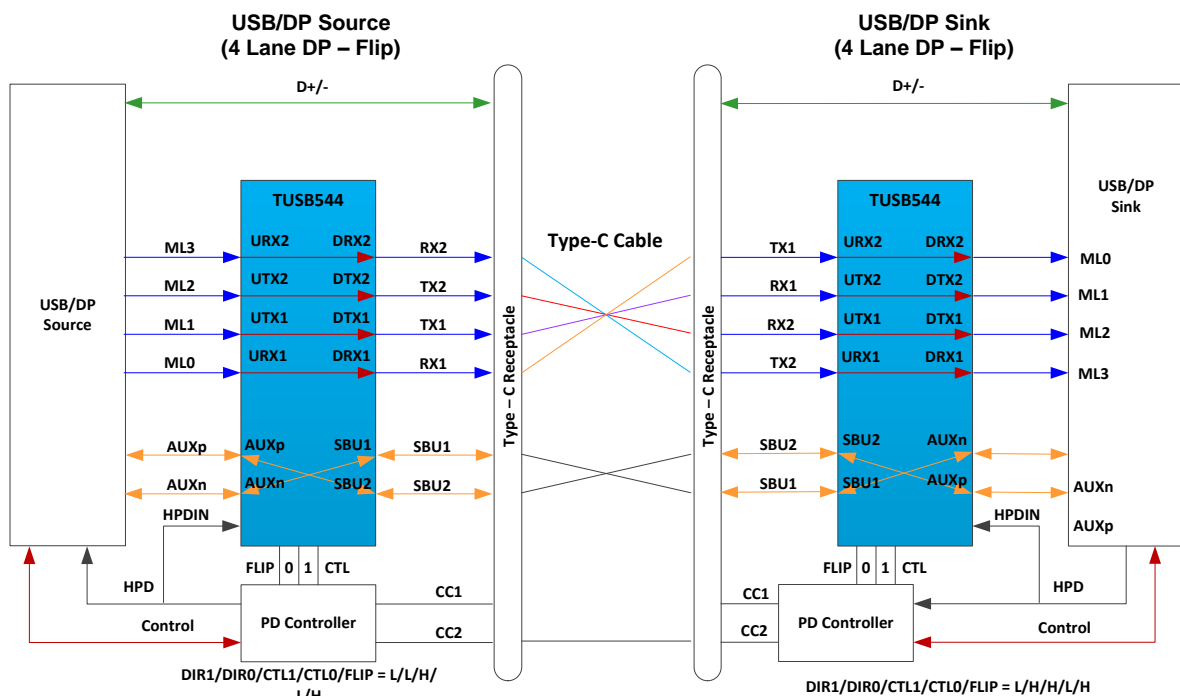 USB/DP Source
(4 Lane DP – Flip)
USB/DP Sink
(4 Lane DP – Flip)
D+/-
D+/-
TUSB544
TUSB544
USB/DP
Sink
Type-C Cable
ML3
URX2
DRX2
RX2
TX1
URX2
DRX2
ML0
ML2
UTX2
DTX2
TX2
RX1
UTX2
DTX2
ML1
USB/DP
Source
ML1
UTX1
DTX1
TX1
RX2
UTX1
DTX1
ML2
ML0
URX1
DRX1
RX1
TX2
URX1
DRX1
ML3
Type – C Receptacle
Type – C Receptacle
AUXp
AUXp
SBU1
SBU1
SBU2
SBU2
AUXn
AUXn
AUXn
SBU2
SBU2
SBU1
SBU1
AUXp
AUXn
HPDIN
HPDIN
AUXp
FLIP
0
1
CTL
FLIP
0
1
CTL
HPD
CC1
CC1
HPD
Control
PD Controller
CC2
CC2
PD Controller
Control
DIR1/DIR0/CTL1/CTL0/FLIP = L/L/H/
L/H
DIR1/DIR0/CTL1/CTL0/FLIP = L/H/H/L/H